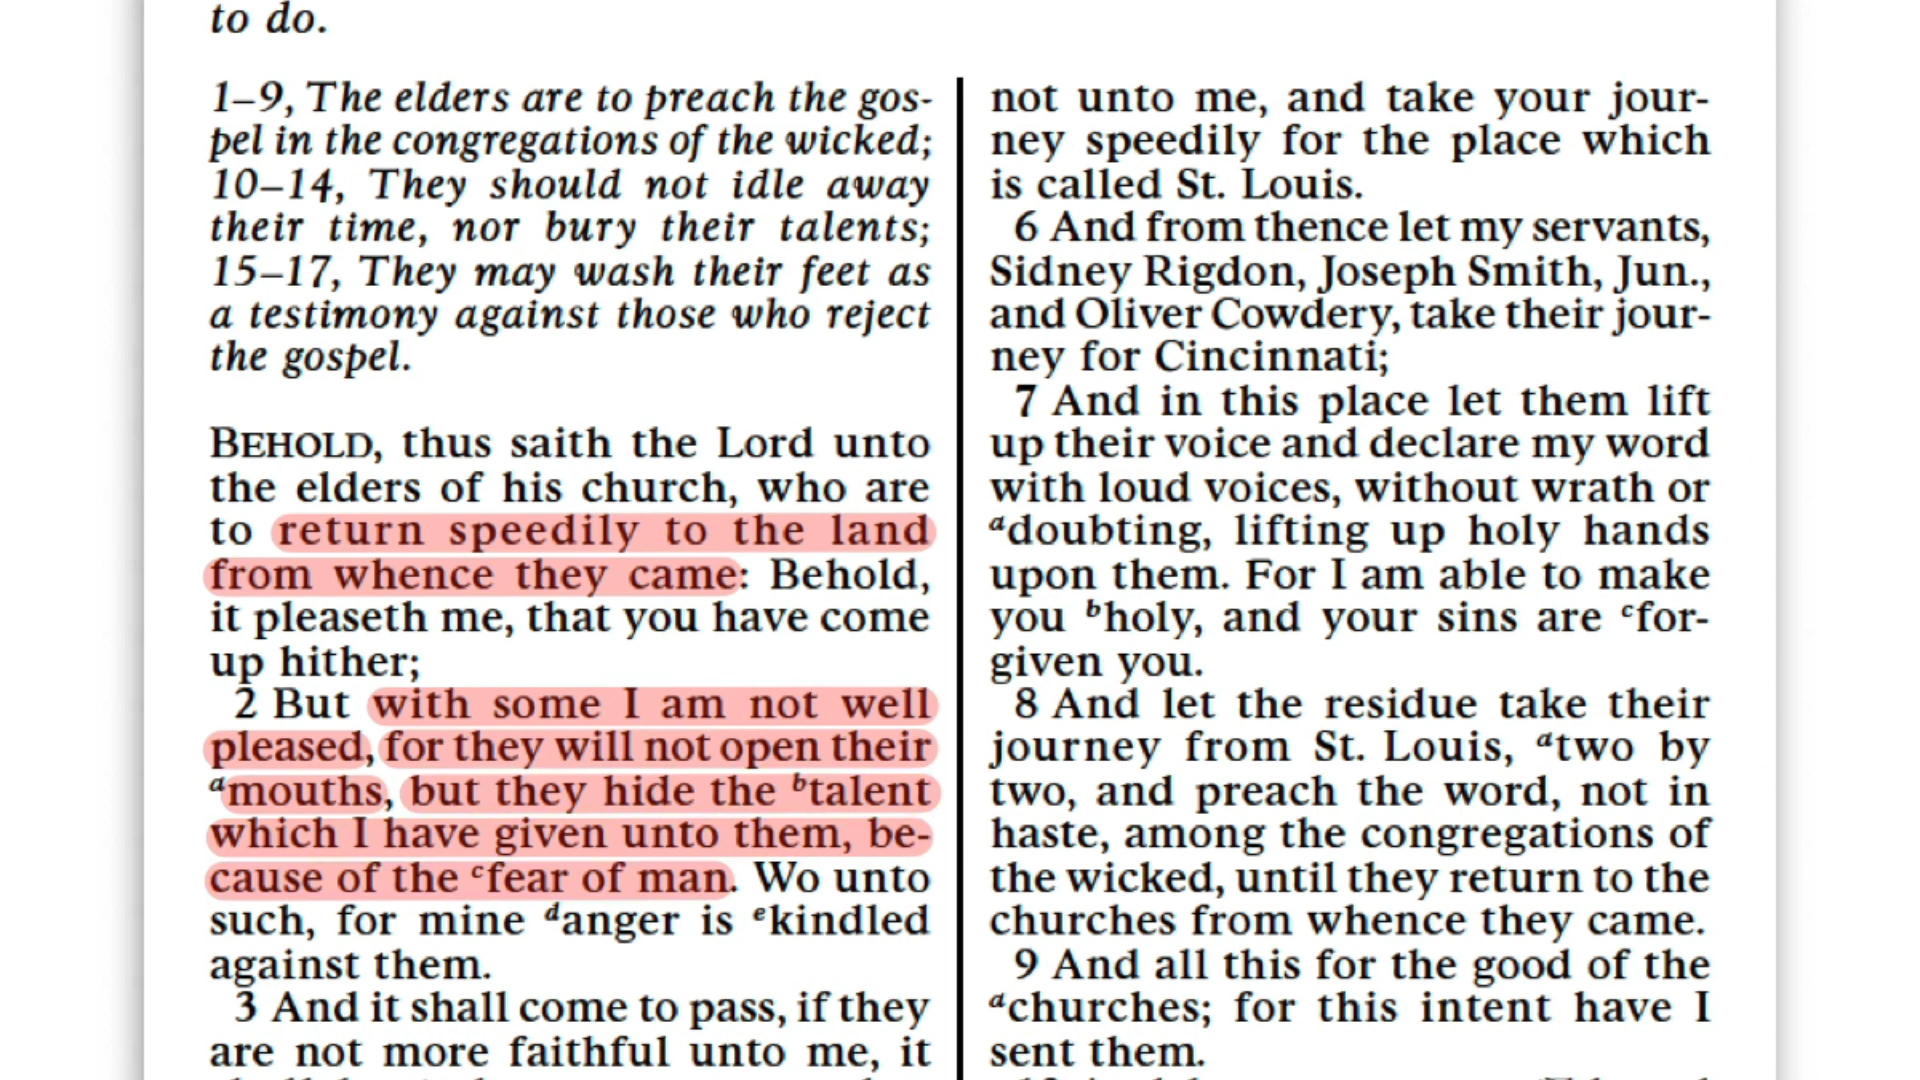 to do.
1–9, The elders are to preach the gos-
pel in the congregations of the wicked;
10–14, They should not idle away
their time, nor bury their talents;
15–17, They may wash their feet as
a testimony against those who reject
the gospel.
BEHOLD, thus saith the Lord unto
the elders of his church, who are
to return speedily to the land
from whence they came: Behold,
it pleaseth me, that you have come
up hither;
2 But with some I am not well
pleased, for they will not open their
a mouths, but they hide the b talent
which I have given unto them, be-
cause of the c fear of man. Wo unto
such, for mine d anger is e kindled
against them.
3 And it shall come to pass, if they
are not more faithful unto me, it
not unto me, and take your jour-
ney speedily for the place which
is called St. Louis.
6 And from thence let my servants,
Sidney Rigdon, Joseph Smith, Jun.,
and Oliver Cowdery, take their jour-
ney for Cincinnati;
7 And in this place let them lift
up their voice and declare my word
with loud voices, without wrath or
a doubting, lifting up holy hands
upon them. For I am able to make
you b holy, and your sins are c for-
given you.
8 And let the residue take their
journey from St. Louis, a two by
two, and preach the word, not in
haste, among the congregations of
the wicked, until they return to the
churches from whence they came.
9 And all this for the good of the
a churches; for this intent have I
sent them.